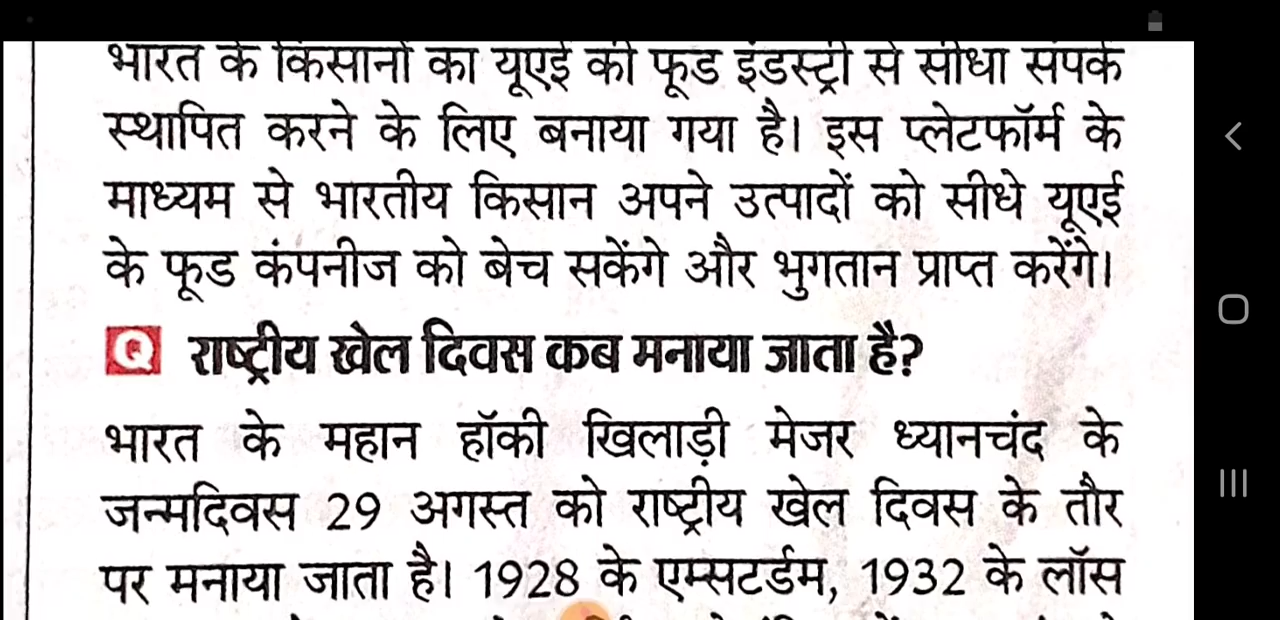 भारत के किसानों का यूएई की फूड इंडस्ट्री से सीधा संपर्क
स्थापित करने के लिए बनाया गया है। इस प्लेटफॉर्म के
माध्यम से भारतीय किसान अपने उत्पादों को सीधे यूएई
के फूड कंपनीज को बेच सकेंगे और भुगतान प्राप्त करेंगे।
Q राष्ट्रीय खेल दिवस कब मनाया जाता है?
भारत के महान हॉकी खिलाड़ी मेजर ध्यानचंद के
जन्मदिवस 29 अगस्त को राष्ट्रीय खेल दिवस के तौर
पर मनाया जाता है। 1928 के एम्सटर्डम, 1932 के लॉस